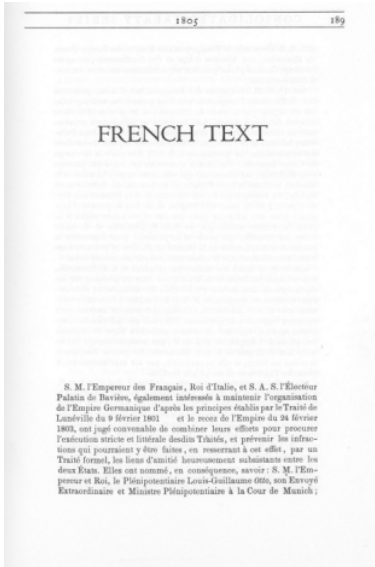 1805 189
FRENCH TEXT
S. M. l'Empereur des Français, Roi d'Italie, et S. A. S. l'Électeur
Palatin de Bavière, également intéressés à maintenir l'organisation
de l'Empire Germanique d'après les principes établis par le Traité de
Lunéville du 9 février 1801 et le recez de l'Empire du 24 février
1803, ont jugé convenable de combiner leurs efforts pour procurer
l'exécution stricte et littérale desdits Traités, et prévenir les infrac-
tions qui pourraient y être faites, en resserrant à cet effet, par un
Traité formel, les liens d'amitié heureusement subsistants entre les
deux États. Elles ont nommé, en conséquence, savoir : S. M. l'Em-
pereur et Roi, le Plénipotentiaire Louis-Guillaume Otto, son Envoyé
Extraordinaire et Ministre Plénipotentiaire à la Cour de Munich ;